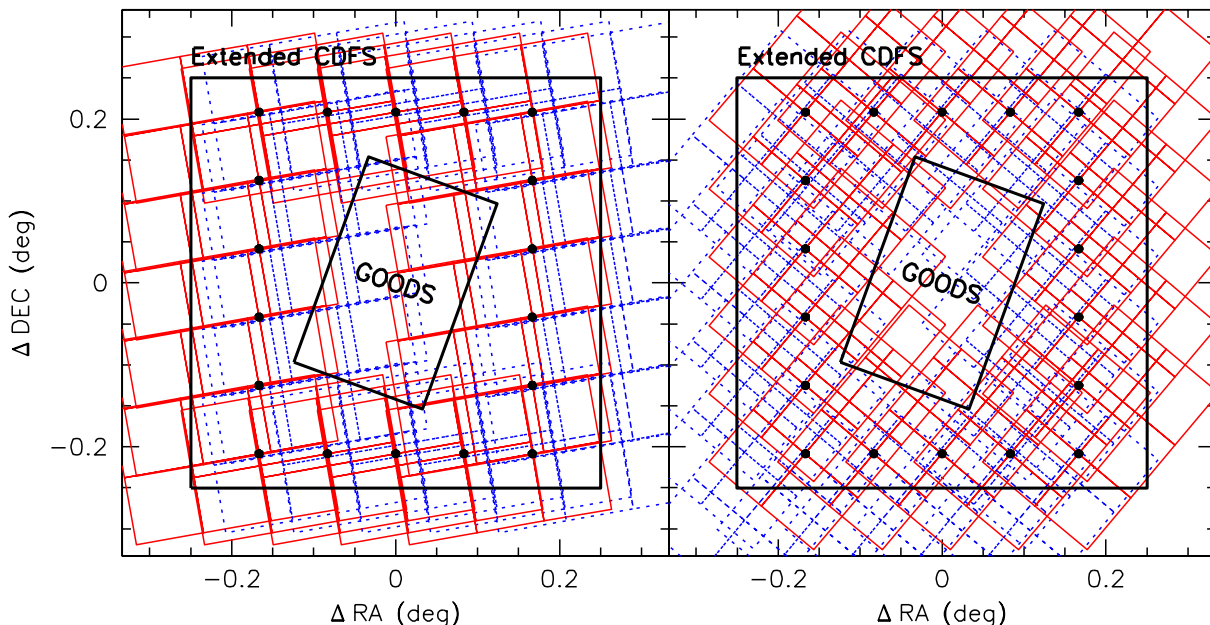 Extended CDFS
Extended CDFS
GOODS
GOODS
Δ DEC (deg)
0.2
0
−0.2
−0.2
0
0.2
−0.2
0
0.2
Δ RA (deg)
Δ RA (deg)